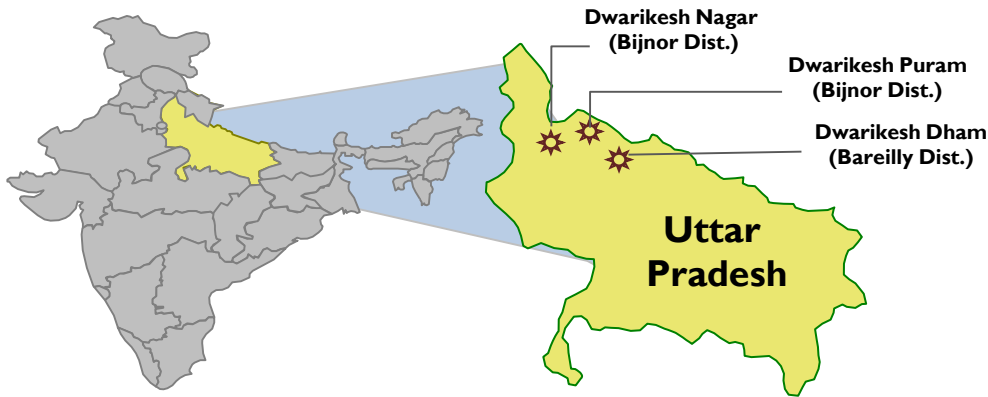 Dwarikesh Nagar
(Bijnor Dist.)
Dwarikesh Puram
(Bijnor Dist.)
Dwarikesh Dham
(Bareilly Dist.)
Uttar
Pradesh